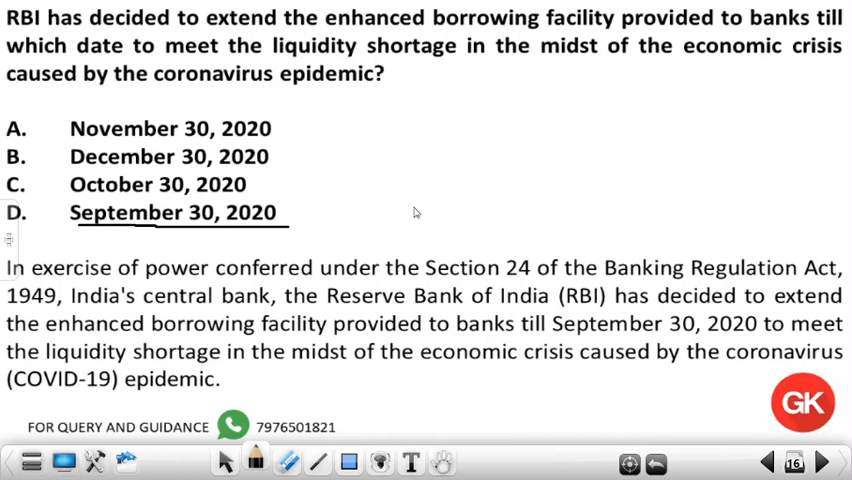 RBI has decided to extend the enhanced borrowing facility provided to banks till
which date to meet the liquidity shortage in the midst of the economic crisis
caused by the coronavirus epidemic?
A. November 30, 2020
B. December 30, 2020
C. October 30, 2020
D. September 30, 2020
In exercise of power conferred under the Section 24 of the Banking Regulation Act,
1949, India's central bank, the Reserve Bank of India (RBI) has decided to extend
the enhanced borrowing facility provided to banks till September 30, 2020 to meet
the liquidity shortage in the midst of the economic crisis caused by the coronavirus
(COVID-19) epidemic.
GK
FOR QUERY AND GUIDANCE 7976501821
T 16